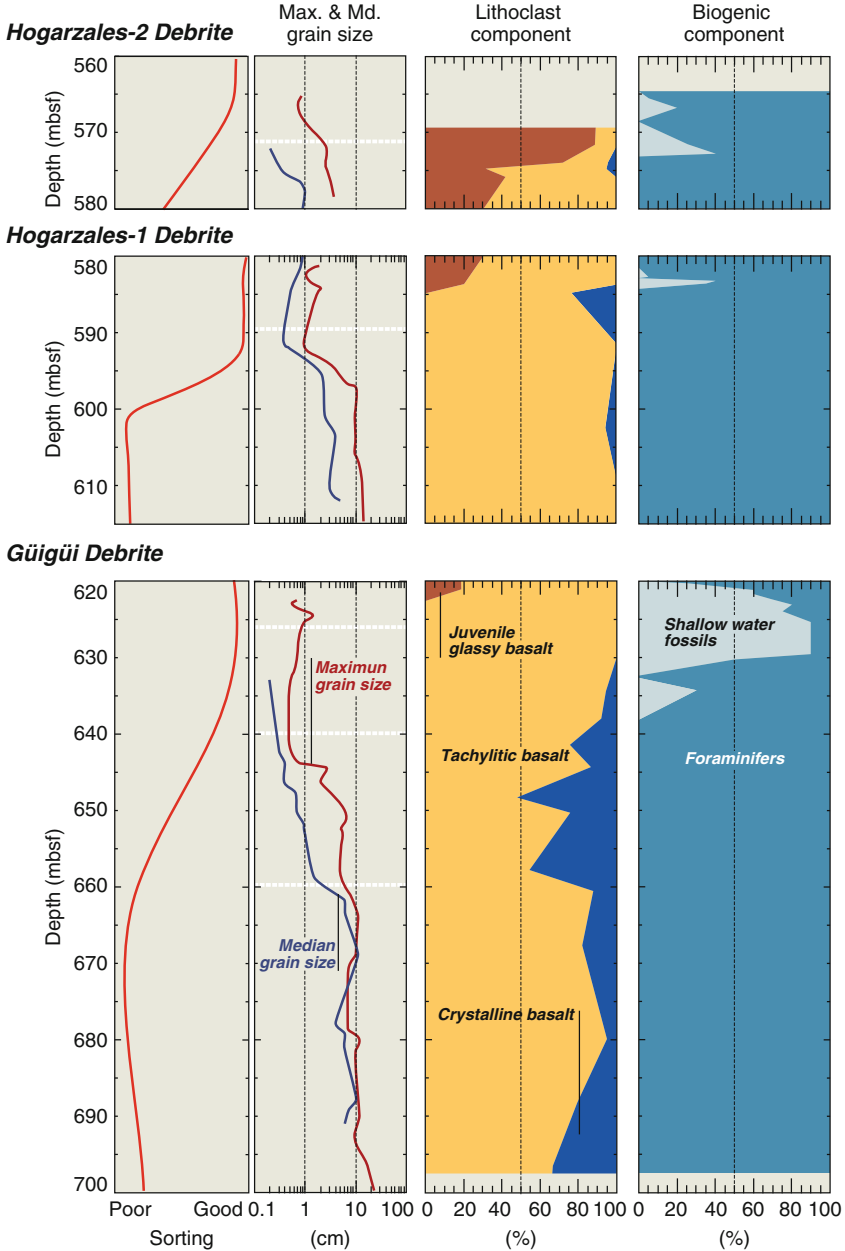 Hogarzales-2 Debrite
Max. & Md.
grain size
Lithoclast
component
Biogenic
component
Depth (mbsf)
560
570
580
Hogarzales-1 Debrite
Depth (mbsf)
580
590
600
610
Güigüi Debrite
Depth (mbsf)
620
630
640
650
660
670
680
690
700
Maximun
grain size
Median
grain size
Juvenile
glassy basalt
Tachylitic basalt
Crystalline basalt
Shallow water
fossils
Foraminifers
Poor Good
Sorting
0.1 1 10 100
(cm)
0 20 40 60 80 100
(%)
0 20 40 60 80 100
(%)